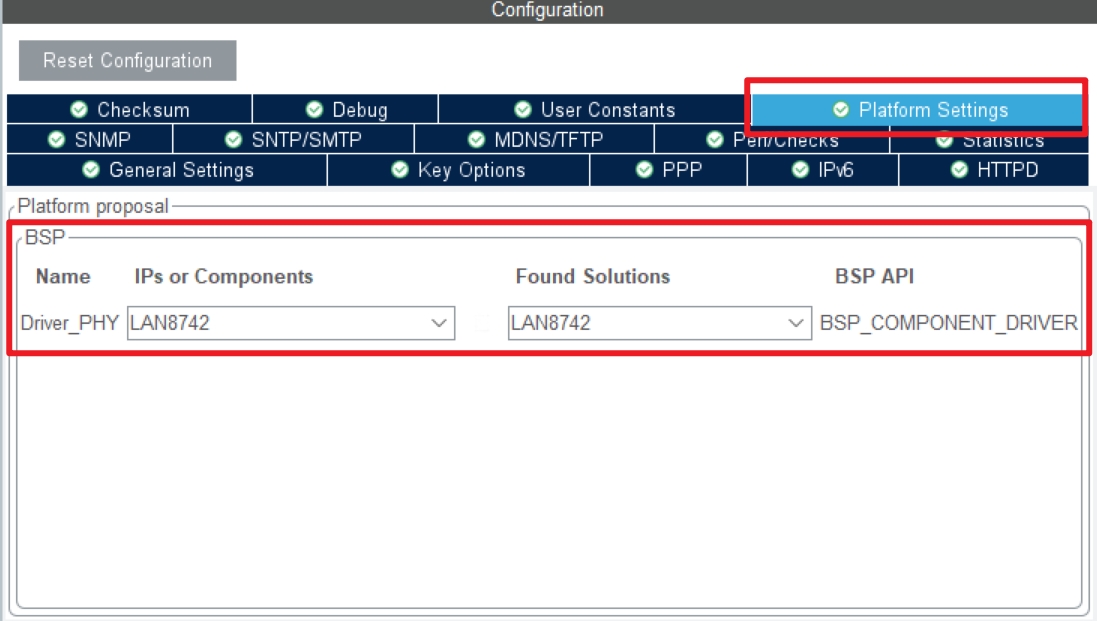 Configuration
Reset Configuration
Checksum Debug User Constants Platform Settings
SNMP SNTP/SMTP MDNS/TFTP Perf/Checks Statistics
General Settings Key Options PPP IPv6 HTTPD
Platform proposal
BSP
Name IPs or Components Found Solutions BSP API
Driver_PHY LAN8742 LAN8742 BSP_COMPONENT_DRIVER